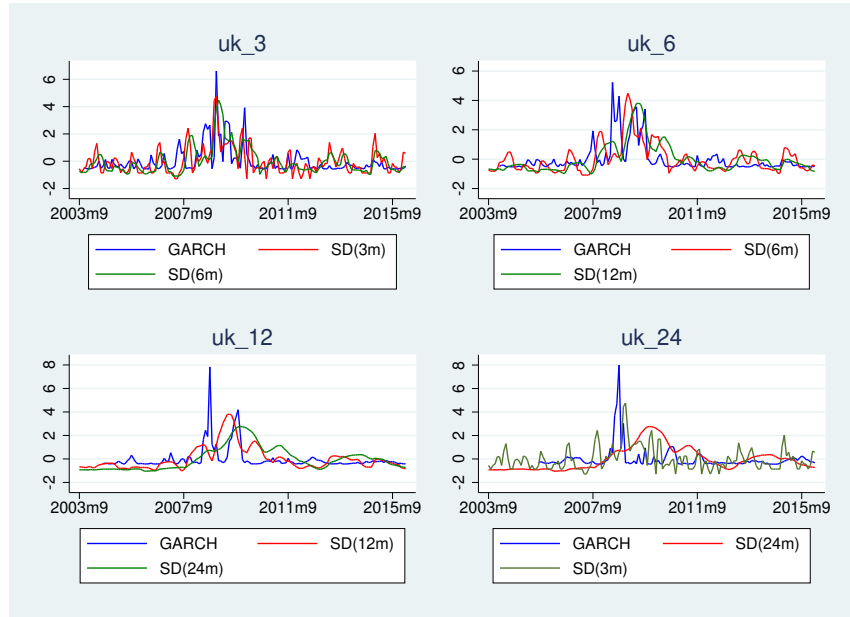 uk_3
6
4
2
0
-2
2003m9 2007m9 2011m9 2015m9
GARCH SD(3m)
SD(6m)
uk_6
6
4
2
0
-2
2003m9 2007m9 2011m9 2015m9
GARCH SD(6m)
SD(12m)
uk_12
8
6
4
2
0
-2
2003m9 2007m9 2011m9 2015m9
GARCH SD(12m)
SD(24m)
uk_24
8
6
4
2
0
-2
2003m9 2007m9 2011m9 2015m9
GARCH SD(24m)
SD(3m)